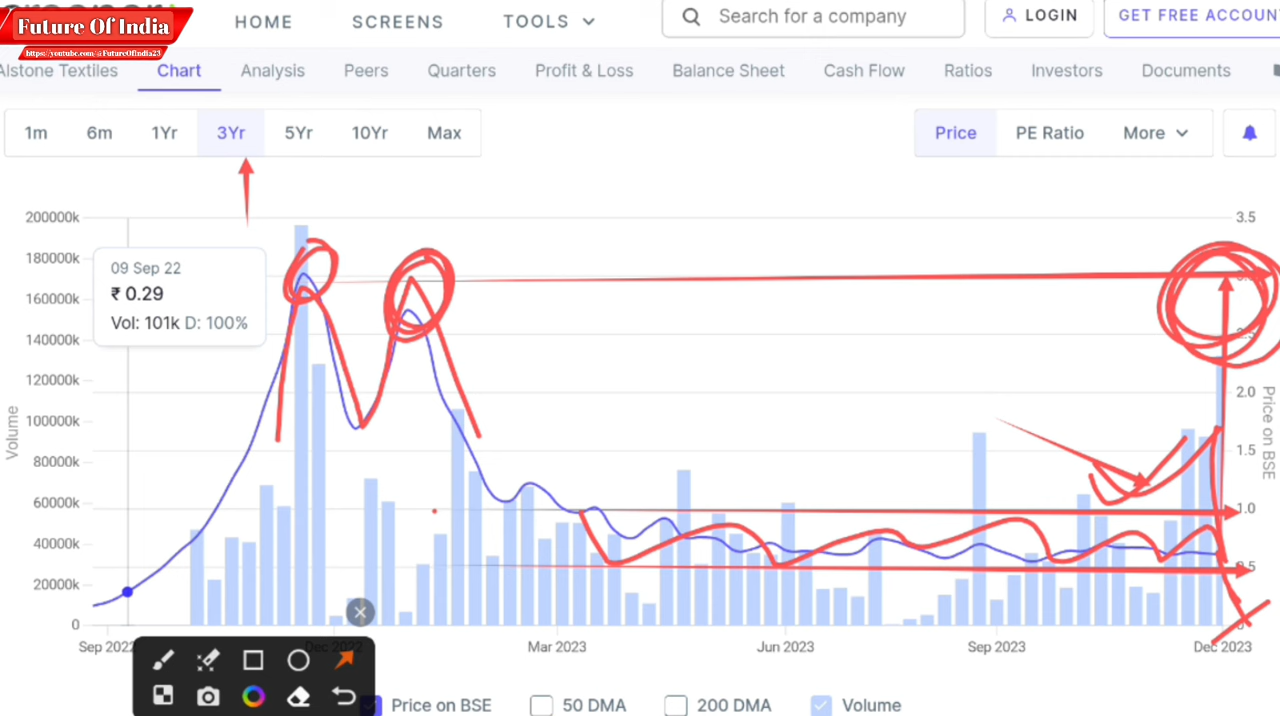 Future Of India
https://youtube.com/@FutureOfIndia23
HOME SCREENS TOOLS
Search for a company
LOGIN
GET FREE ACCOUN
Alstone Textiles Chart Analysis Peers Quarters Profit & Loss Balance Sheet Cash Flow Ratios Investors Documents
1m 6m 1Yr 3Yr 5Yr 10Yr Max
Price PE Ratio More
200000k
180000k
160000k
140000k
120000k
100000k
80000k
60000k
40000k
20000k
0
Volume
09 Sep 22
₹ 0.29
Vol: 101k D: 100%
3.5
2.0
1.5
1.0
Price on BSE
Sep 2022 Dec 2022 Mar 2023 Jun 2023 Sep 2023 Dec 2023
Price on BSE 50 DMA 200 DMA Volume